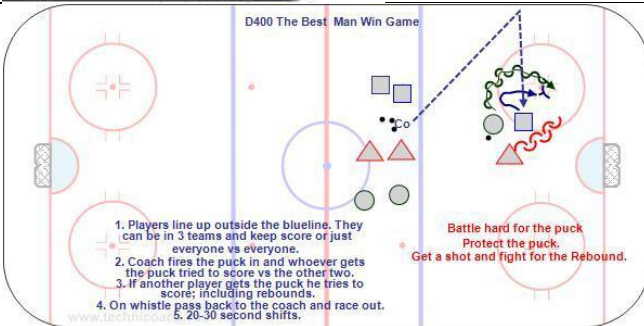 D400 The Best Man Win Game
Co
1. Players line up outside the blueline. They
can be in 3 teams and keep score or just
everyone vs everyone.
2. Coach fires the puck in and whoever gets
the puck tried to score vs the other two.
3. If another player gets the puck he tries to
score; including rebounds.
4. On whistle pass back to the coach and race out.
5. 20-30 second shifts.
Battle hard for the puck
Protect the puck.
Get a shot and fight for the Rebound.